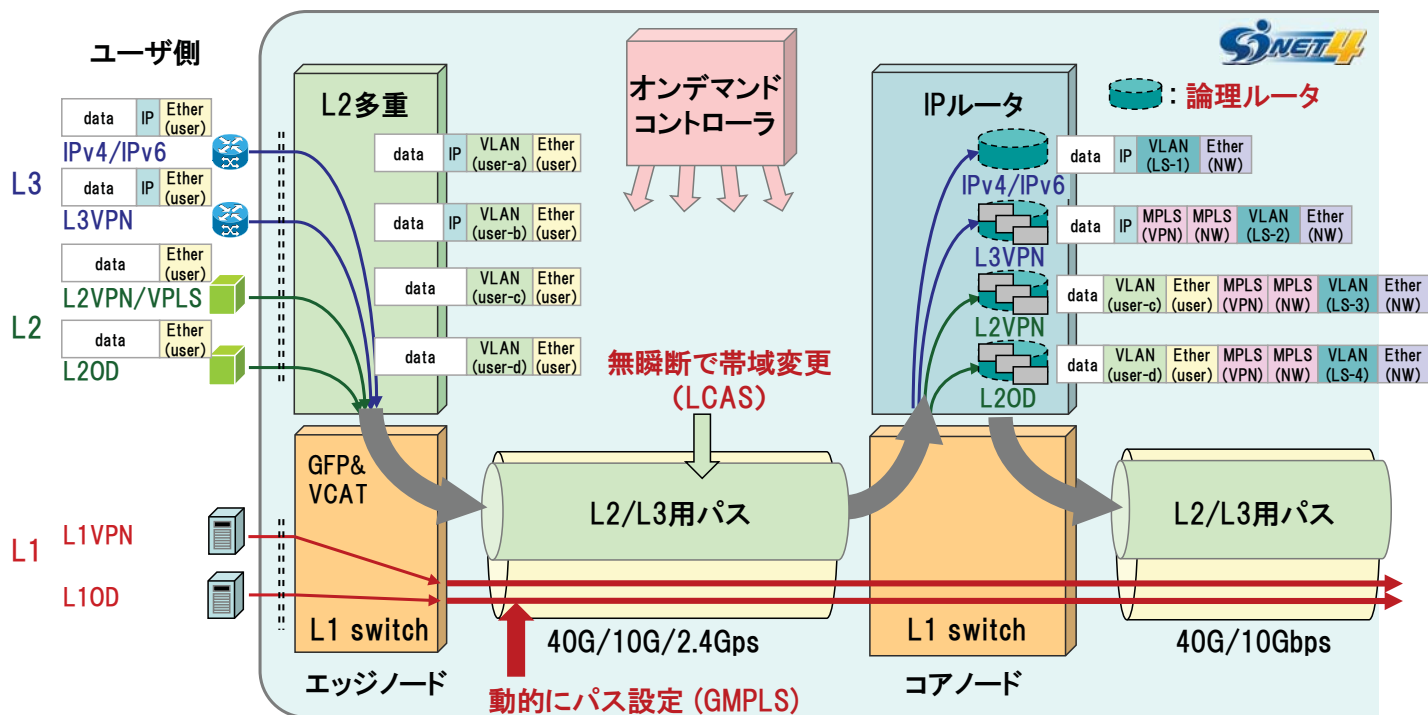 ユーザ側
data IP Ether (user)
IPv4/IPv6
L3
data IP Ether (user)
L3VPN
data Ether (user)
L2VPN/VPLS
L2
data Ether (user)
L2OD
L1
L1VPN
L1OD
L2多重
data IP VLAN (user-a) Ether (user)
data IP VLAN (user-b) Ether (user)
data VLAN (user-c) Ether (user)
data VLAN (user-d) Ether (user)
GFP&
VCAT
L1 switch
エッジノード
オンデマンド
コントローラ
無瞬断で帯域変更
(LCAS)
L2/L3用パス
40G/10G/2.4Gps
動的にパス設定 (GMPLS)
SINET4
: 論理ルータ
IPルータ
IPv4/IPv6
data IP VLAN (LS-1) Ether (NW)
L3VPN
data IP MPLS (VPN) MPLS (NW) VLAN (LS-2) Ether (NW)
L2VPN
data VLAN (user-c) Ether (user) MPLS (VPN) MPLS (NW) VLAN (LS-3) Ether (NW)
L2OD
data VLAN (user-d) Ether (user) MPLS (VPN) MPLS (NW) VLAN (LS-4) Ether (NW)
L1 switch
コアノード
L2/L3用パス
40G/10Gbps